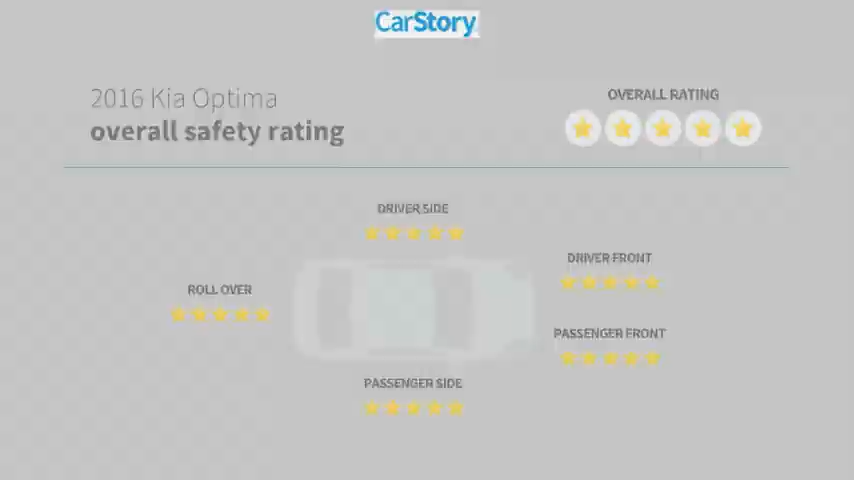 CarStory
2016 Kia Optima
overall safety rating
OVERALL RATING
DRIVER SIDE
DRIVER FRONT
ROLL OVER
PASSENGER FRONT
PASSENGER SIDE